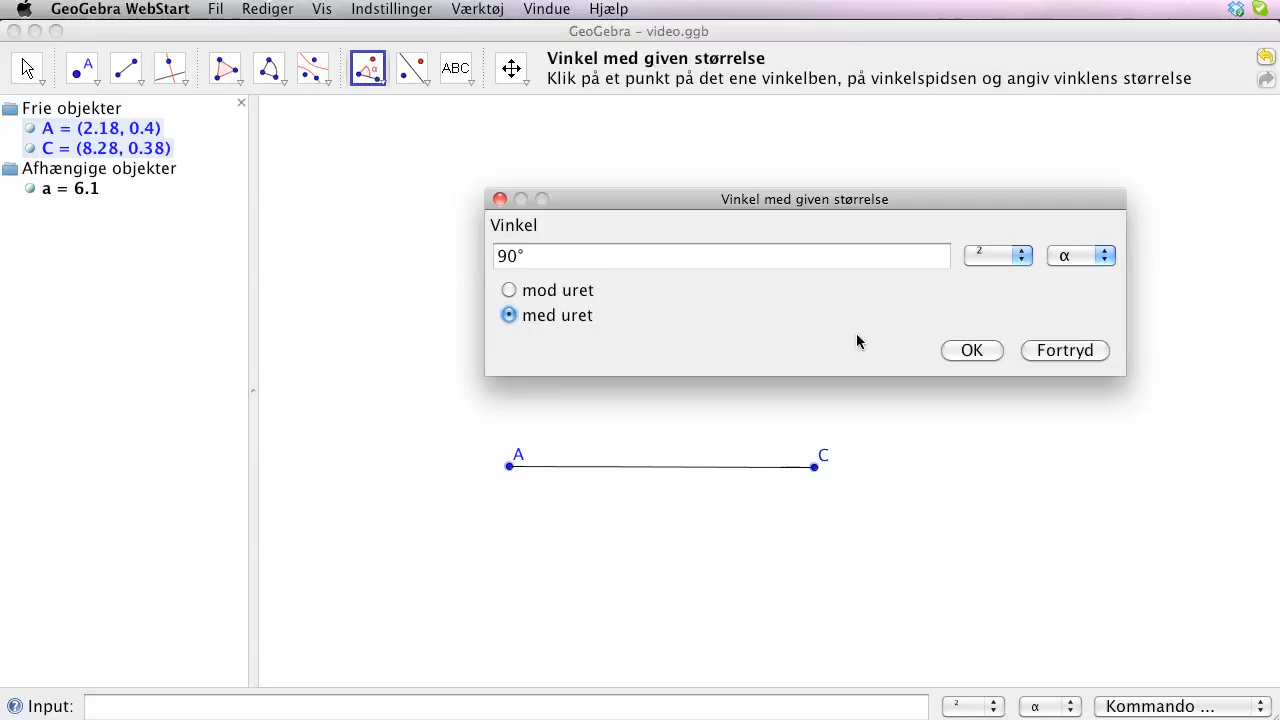 GeoGebra WebStart Fil Rediger Vis Indstillinger Værktøj Vindue Hjælp
GeoGebra – video.ggb
A
ABC
Vinkel med given størrelse
Klik på et punkt på det ene vinkelben, på vinkelspidsen og angiv vinklens størrelse
Frie objekter
A = (2.18, 0.4)
C = (8.28, 0.38)
Afhængige objekter
a = 6.1
Vinkel med given størrelse
Vinkel
90°
²
α
mod uret
med uret
OK Fortryd
A
C
Input:
²
α
Kommando ...